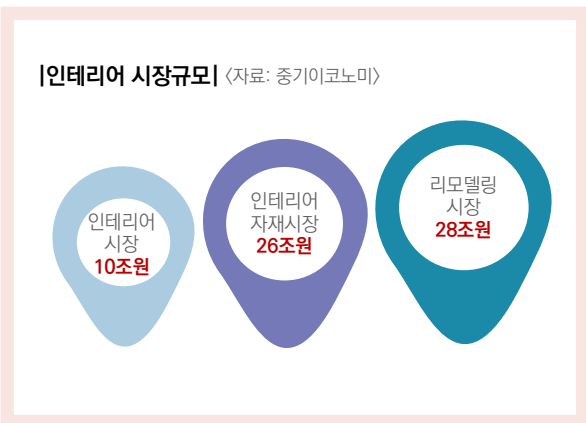 |인테리어 시장규모| 〈자료: 중기이코노미〉
인테리어
시장
10조원
인테리어
자재시장
26조원
리모델링
시장
28조원